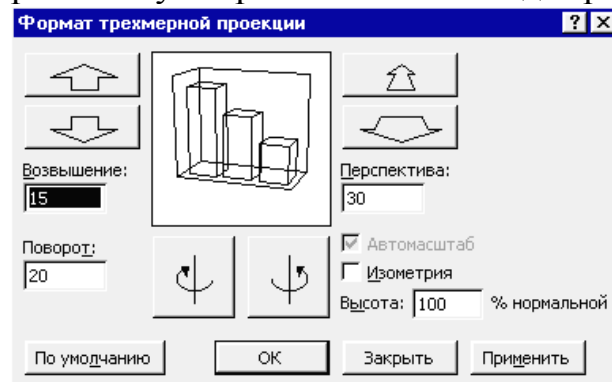 Формат трехмерной проекции
Возвышение:
15
Перспектива:
30
Поворот:
20
Автомасштаб
Изометрия
Высота: 100 % нормальной
По умолчанию
ОК
Закрыть
Применить